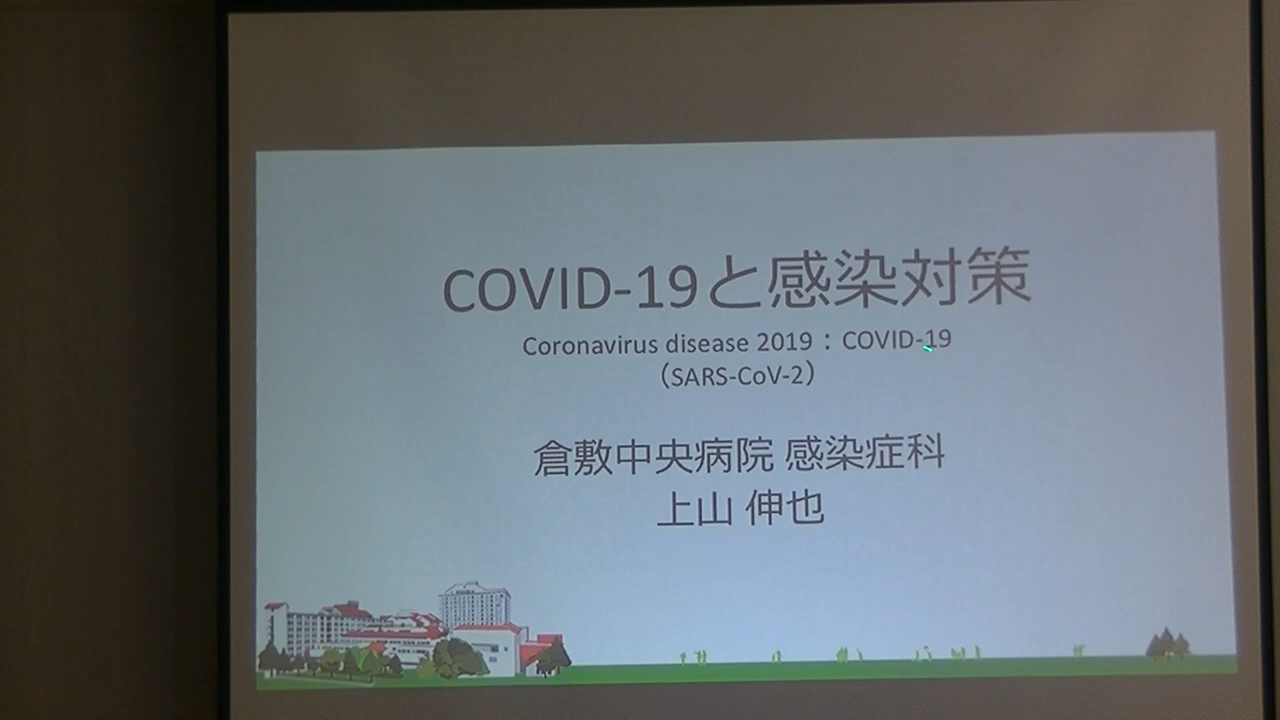 COVID-19と感染対策
Coronavirus disease 2019：COVID-19
（SARS-CoV-2）
倉敷中央病院 感染症科
上山 伸也